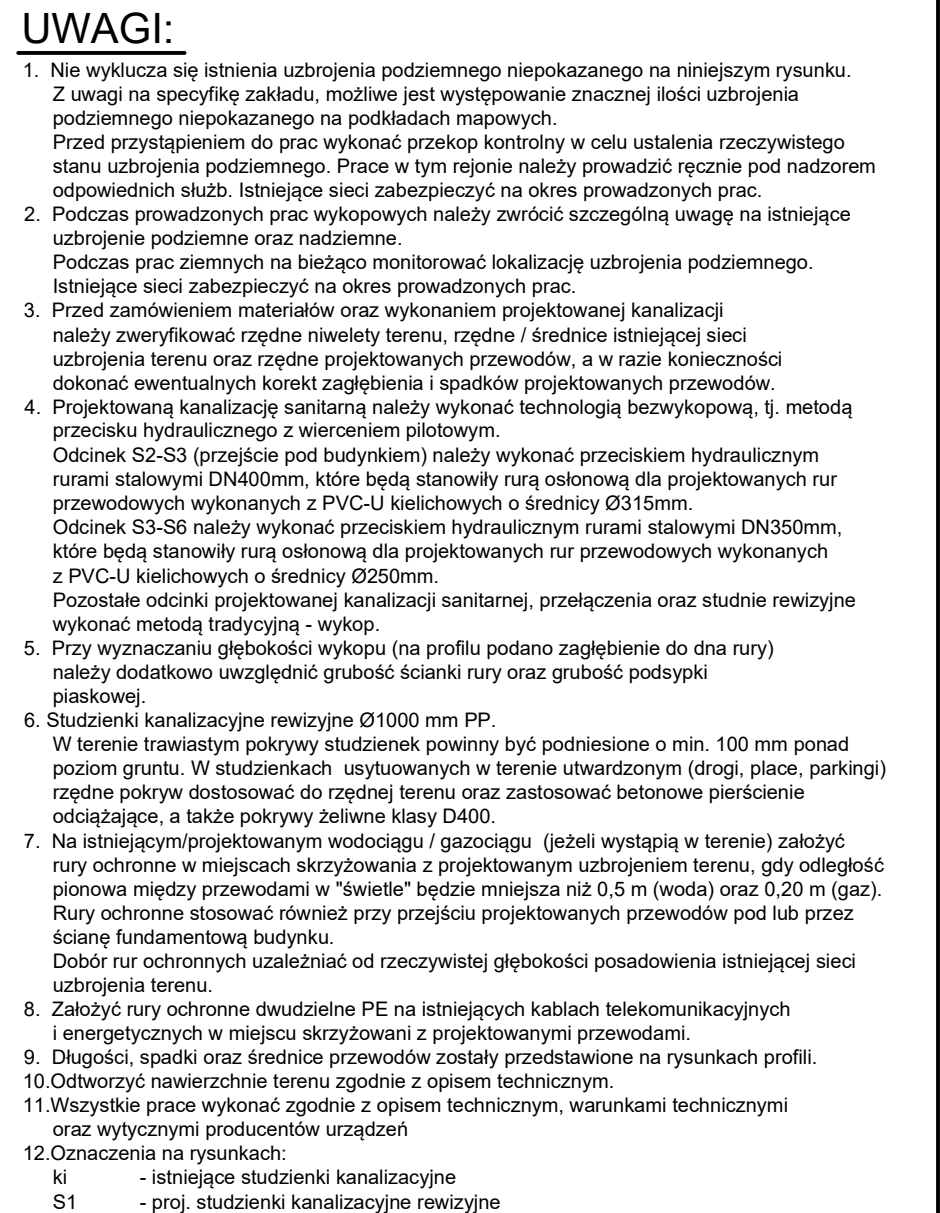 UWAGI:
1. Nie wyklucza się istnienia uzbrojenia podziemnego niepokazanego na niniejszym rysunku.
Z uwagi na specyfikę zakładu, możliwe jest występowanie znacznej ilości uzbrojenia
podziemnego niepokazanego na podkładach mapowych.
Przed przystąpieniem do prac wykonać przekop kontrolny w celu ustalenia rzeczywistego
stanu uzbrojenia podziemnego. Prace w tym rejonie należy prowadzić ręcznie pod nadzorem
odpowiednich służb. Istniejące sieci zabezpieczyć na okres prowadzonych prac.
2. Podczas prowadzonych prac wykopowych należy zwrócić szczególną uwagę na istniejące
uzbrojenie podziemne oraz nadziemne.
Podczas prac ziemnych na bieżąco monitorować lokalizację uzbrojenia podziemnego.
Istniejące sieci zabezpieczyć na okres prowadzonych prac.
3. Przed zamówieniem materiałów oraz wykonaniem projektowanej kanalizacji
należy zweryfikować rzędne niwelety terenu, rzędne / średnice istniejącej sieci
uzbrojenia terenu oraz rzędne projektowanych przewodów, a w razie konieczności
dokonać ewentualnych korekt zagłębienia i spadków projektowanych przewodów.
4. Projektowaną kanalizację sanitarną należy wykonać technologią bezwykopową, tj. metodą
przecisku hydraulicznego z wierceniem pilotowym.
Odcinek S2-S3 (przejście pod budynkiem) należy wykonać przeciskiem hydraulicznym
rurami stalowymi DN400mm, które będą stanowiły rurą osłonową dla projektowanych rur
przewodowych wykonanych z PVC-U kielichowych o średnicy Ø315mm.
Odcinek S3-S6 należy wykonać przeciskiem hydraulicznym rurami stalowymi DN350mm,
które będą stanowiły rurą osłonową dla projektowanych rur przewodowych wykonanych
z PVC-U kielichowych o średnicy Ø250mm.
Pozostałe odcinki projektowanej kanalizacji sanitarnej, przełączenia oraz studnie rewizyjne
wykonać metodą tradycyjną - wykop.
5. Przy wyznaczaniu głębokości wykopu (na profilu podano zagłębienie do dna rury)
należy dodatkowo uwzględnić grubość ścianki rury oraz grubość podsypki
piaskowej.
6. Studzienki kanalizacyjne rewizyjne Ø1000 mm PP.
W terenie trawiastym pokrywy studzienek powinny być podniesione o min. 100 mm ponad
poziom gruntu. W studzienkach usytuowanych w terenie utwardzonym (drogi, place, parkingi)
rzędne pokryw dostosować do rzędnej terenu oraz zastosować betonowe pierścienie
odciążające, a także pokrywy żeliwne klasy D400.
7. Na istniejącym/projektowanym wodociągu / gazociągu (jeżeli wystąpią w terenie) założyć
rury ochronne w miejscach skrzyżowania z projektowanym uzbrojeniem terenu, gdy odległość
pionowa między przewodami w "świetle" będzie mniejsza niż 0,5 m (woda) oraz 0,20 m (gaz).
Rury ochronne stosować również przy przejściu projektowanych przewodów pod lub przez
ścianę fundamentową budynku.
Dobór rur ochronnych uzależniać od rzeczywistej głębokości posadowienia istniejącej sieci
uzbrojenia terenu.
8. Założyć rury ochronne dwudzielne PE na istniejących kablach telekomunikacyjnych
i energetycznych w miejscu skrzyżowani z projektowanymi przewodami.
9. Długości, spadki oraz średnice przewodów zostały przedstawione na rysunkach profili.
10.Odtworzyć nawierzchnie terenu zgodnie z opisem technicznym.
11.Wszystkie prace wykonać zgodnie z opisem technicznym, warunkami technicznymi
oraz wytycznymi producentów urządzeń
12.Oznaczenia na rysunkach:
ki - istniejące studzienki kanalizacyjne
S1 - proj. studzienki kanalizacyjne rewizyjne